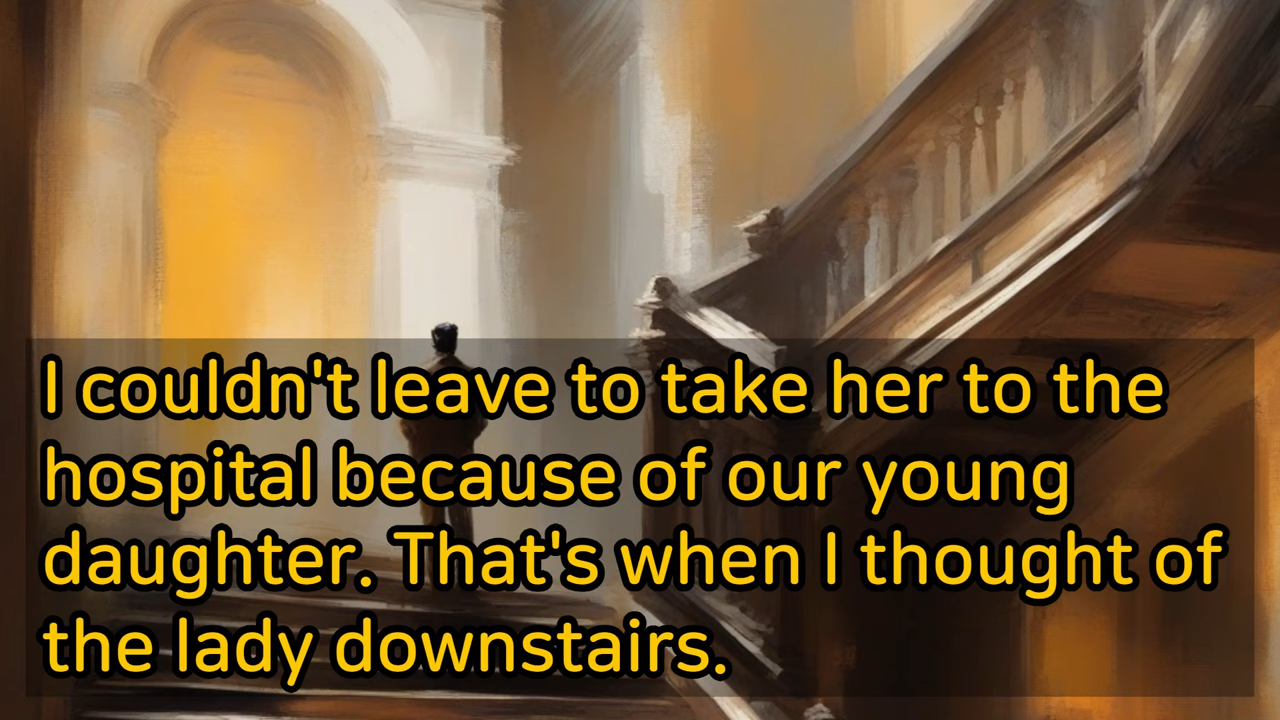 I couldn't leave to take her to the
hospital because of our young
daughter. That's when I thought of
the lady downstairs.